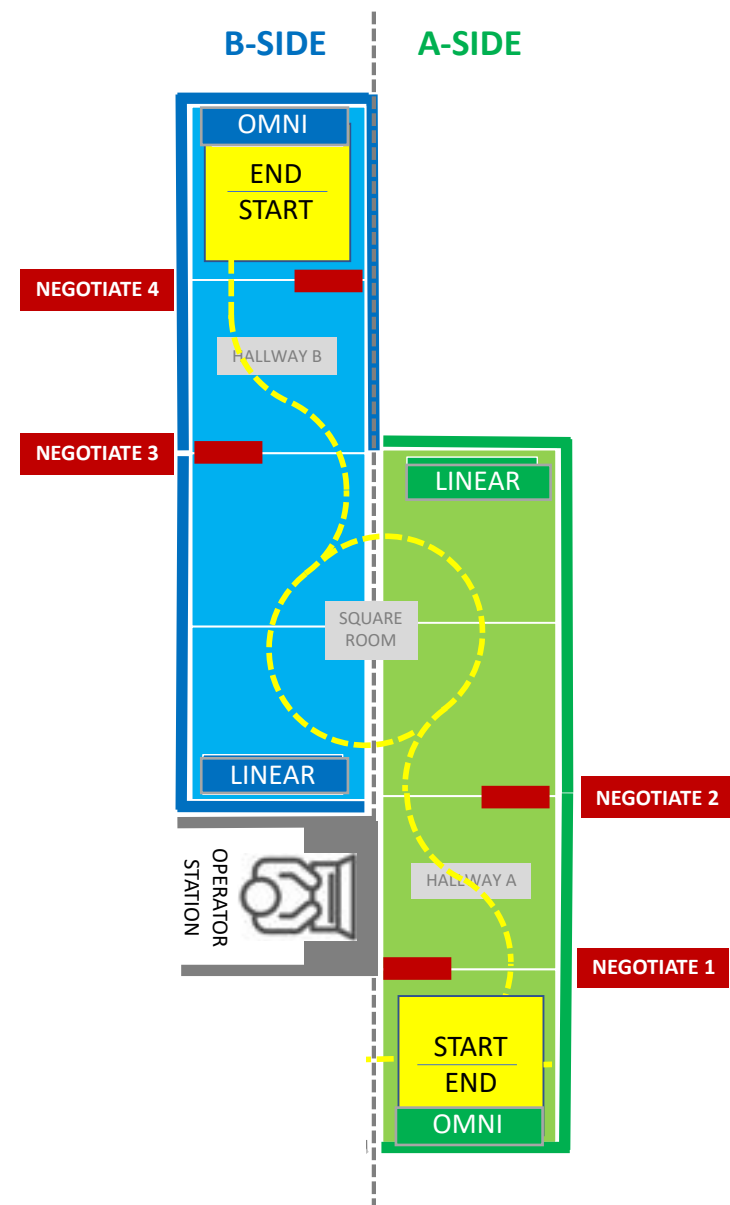 B-SIDE
A-SIDE
OMNI
END
START
NEGOTIATE 4
HALLWAY B
NEGOTIATE 3
LINEAR
SQUARE
ROOM
LINEAR
NEGOTIATE 2
OPERATOR
STATION
HALLWAY A
NEGOTIATE 1
START
END
OMNI